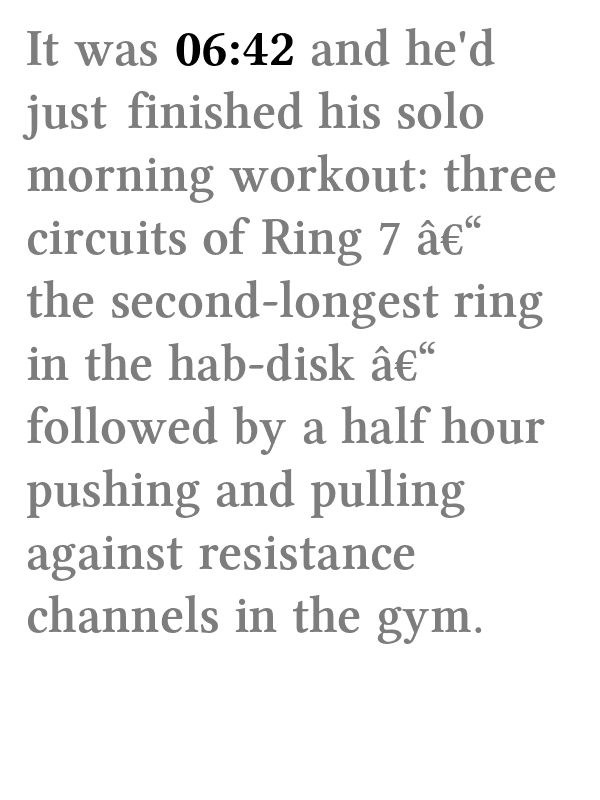 It was 06:42 and he'd
just finished his solo
morning workout: three
circuits of Ring 7 â€“
the second-longest ring
in the hab-disk â€“
followed by a half hour
pushing and pulling
against resistance
channels in the gym.